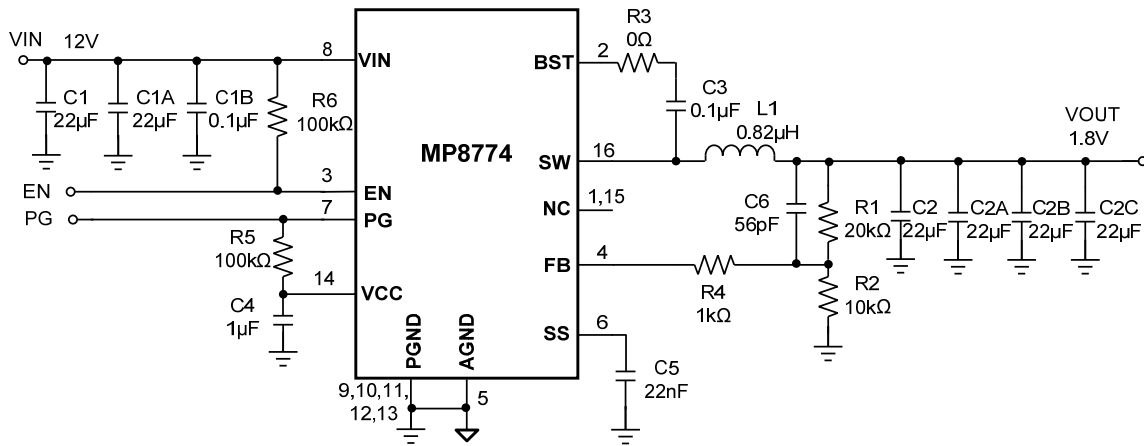 VIN 12V
8
VIN
C1
22µF
C1A
22µF
C1B
0.1µF
R6
100kΩ
EN
3
EN
PG
7
PG
R5
100kΩ
14
VCC
C4
1µF
MP8774
PGND
AGND
9,10,11,
12,13
5
BST
2
R3
0Ω
C3
0.1µF
L1
0.82µH
SW
16
NC
1,15
FB
4
R4
1kΩ
SS
6
C5
22nF
C6
56pF
R1
20kΩ
R2
10kΩ
C2
22µF
C2A
22µF
C2B
22µF
C2C
22µF
VOUT
1.8V